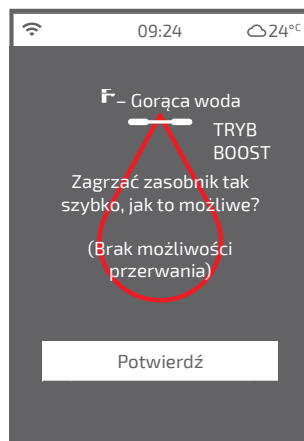 09:24
24°C
– Gorąca woda
TRYB
BOOST
Zagrzać zasobnik tak
szybko, jak to możliwe?
(Brak możliwości
przerwania)
Potwierdź